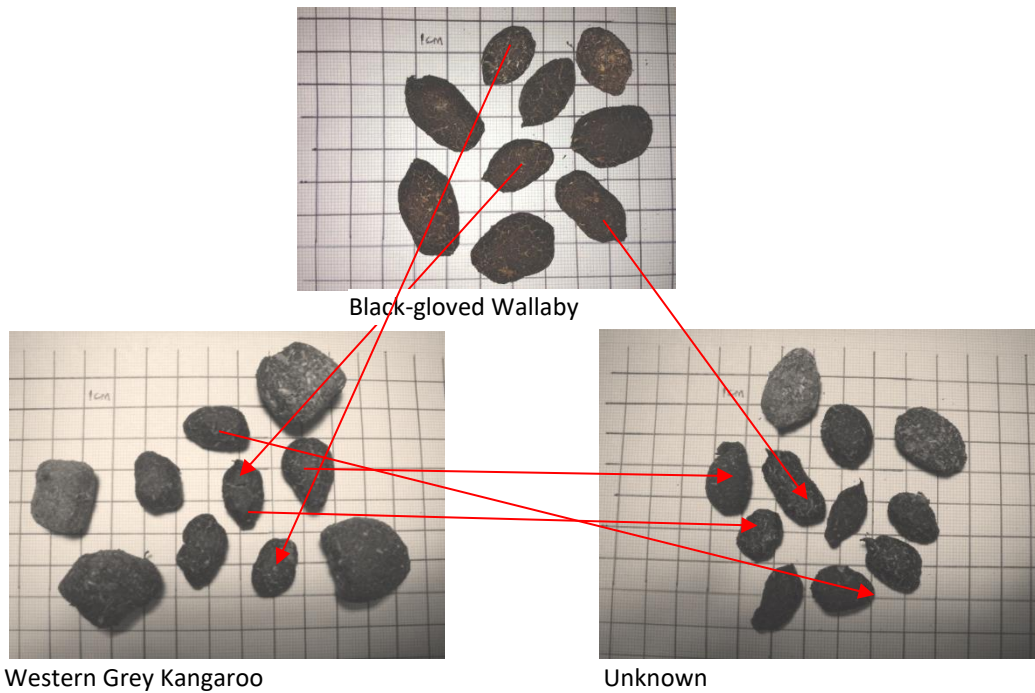 1cm
Black-gloved Wallaby
1cm
1cm
Western Grey Kangaroo
Unknown